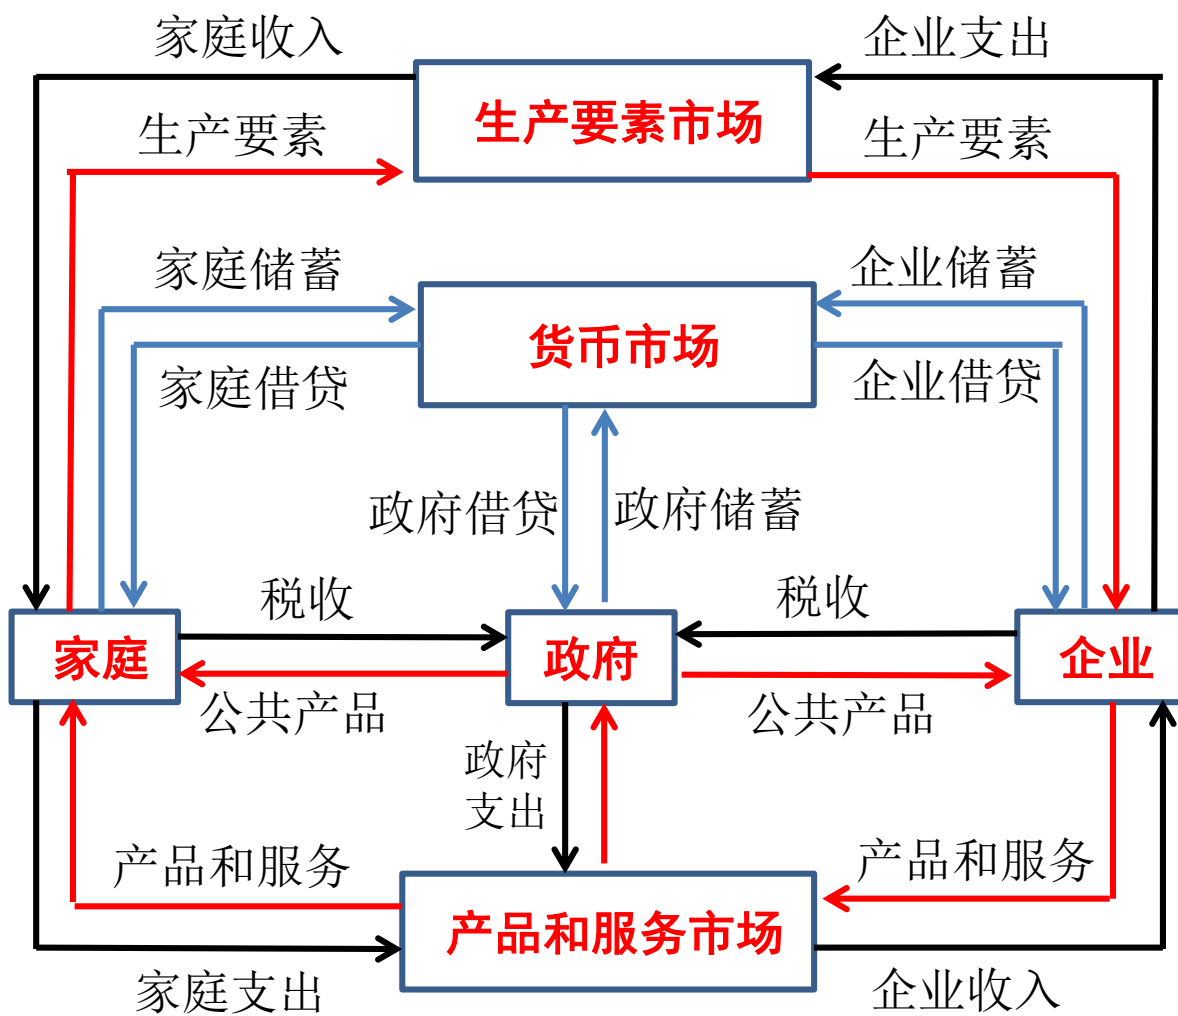 家庭收入
企业支出
生产要素市场
生产要素
生产要素
家庭储蓄
企业储蓄
货币市场
家庭借贷
企业借贷
政府借贷
政府储蓄
税收
税收
家庭
政府
企业
公共产品
公共产品
政府
支出
产品和服务
产品和服务
产品和服务市场
家庭支出
企业收入